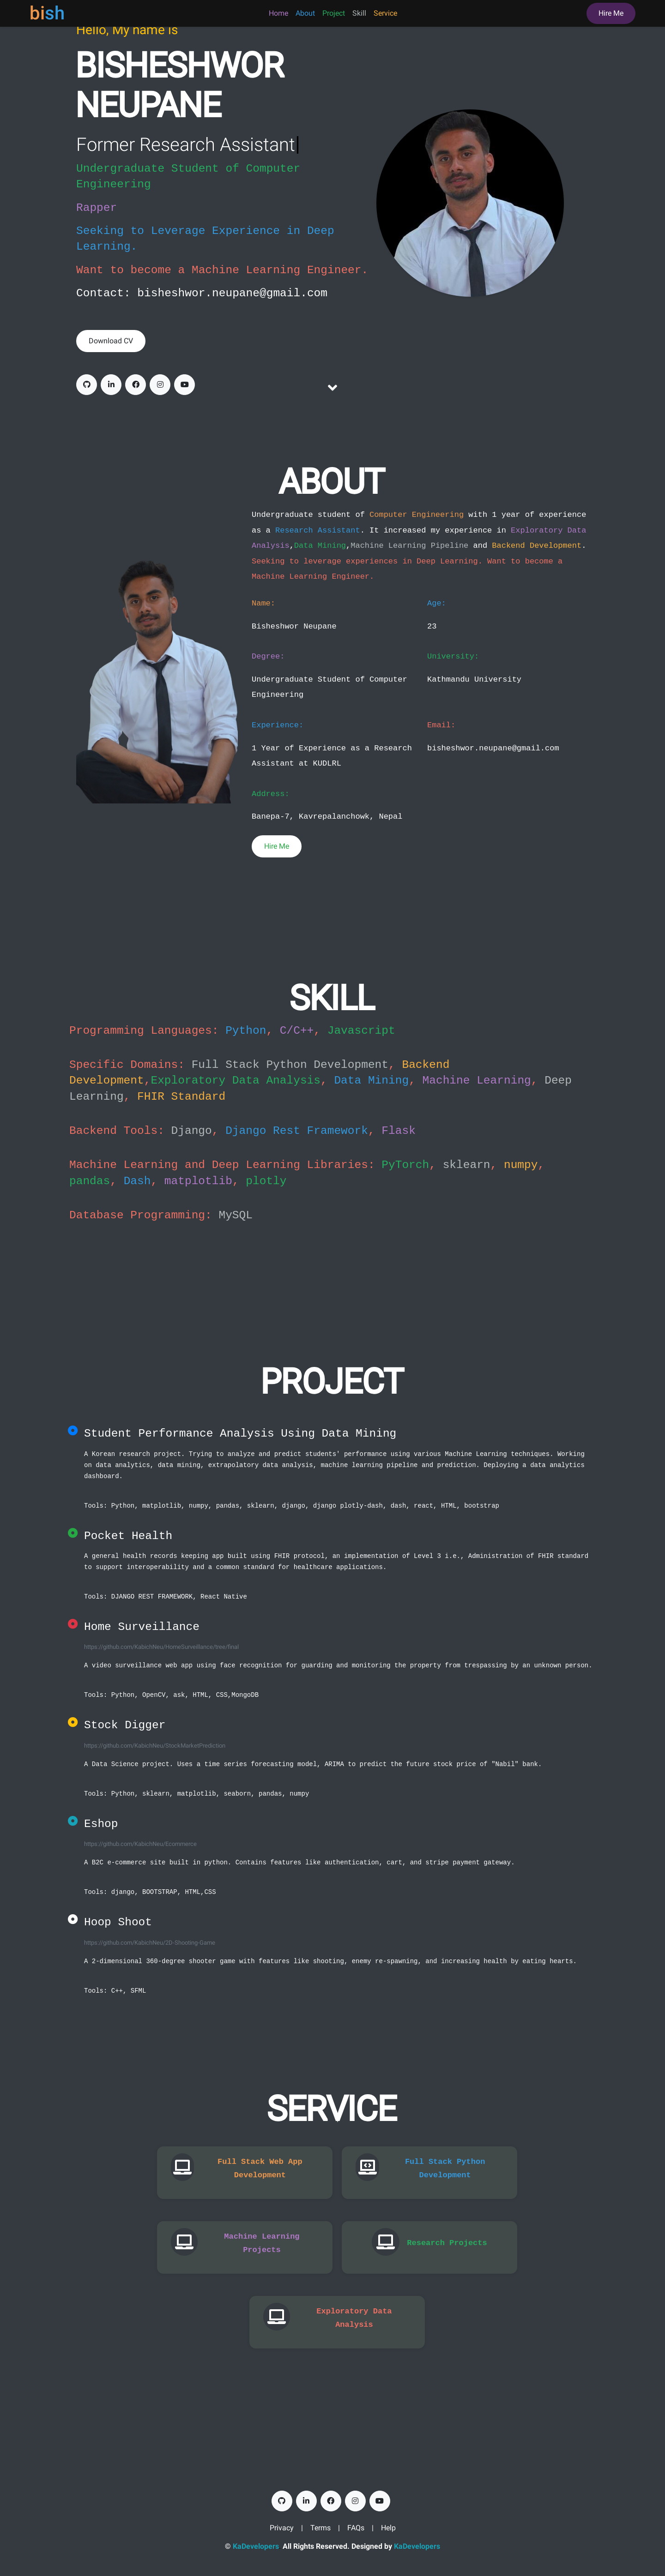 bish
Home About Project Skill Service
Hire Me
Hello, My name is
BISHESHWOR
NEUPANE
Former Research Assistant
Undergraduate Student of Computer
Engineering
Rapper
Seeking to Leverage Experience in Deep
Learning.
Want to become a Machine Learning Engineer.
Contact: bisheshwor.neupane@gmail.com
Download CV
ABOUT
Undergraduate student of Computer Engineering with 1 year of experience
as a Research Assistant. It increased my experience in Exploratory Data
Analysis,Data Mining,Machine Learning Pipeline and Backend Development.
Seeking to leverage experiences in Deep Learning. Want to become a
Machine Learning Engineer.
Name:
Bisheshwor Neupane
Age:
23
Degree:
Undergraduate Student of Computer
Engineering
University:
Kathmandu University
Experience:
1 Year of Experience as a Research
Assistant at KUDLRL
Email:
bisheshwor.neupane@gmail.com
Address:
Banepa-7, Kavrepalanchowk, Nepal
Hire Me
SKILL
Programming Languages: Python, C/C++, Javascript
Specific Domains: Full Stack Python Development, Backend
Development,Exploratory Data Analysis, Data Mining, Machine Learning, Deep
Learning, FHIR Standard
Backend Tools: Django, Django Rest Framework, Flask
Machine Learning and Deep Learning Libraries: PyTorch, sklearn, numpy,
pandas, Dash, matplotlib, plotly
Database Programming: MySQL
PROJECT
Student Performance Analysis Using Data Mining
A Korean research project. Trying to analyze and predict students' performance using various Machine Learning techniques. Working
on data analytics, data mining, extrapolatory data analysis, machine learning pipeline and prediction. Deploying a data analytics
dashboard.
Tools: Python, matplotlib, numpy, pandas, sklearn, django, django plotly-dash, dash, react, HTML, bootstrap
Pocket Health
A general health records keeping app built using FHIR protocol, an implementation of Level 3 i.e., Administration of FHIR standard
to support interoperability and a common standard for healthcare applications.
Tools: DJANGO REST FRAMEWORK, React Native
Home Surveillance
https://github.com/KabichNeu/HomeSurveillance/tree/final
A video surveillance web app using face recognition for guarding and monitoring the property from trespassing by an unknown person.
Tools: Python, OpenCV, ask, HTML, CSS,MongoDB
Stock Digger
https://github.com/KabichNeu/StockMarketPrediction
A Data Science project. Uses a time series forecasting model, ARIMA to predict the future stock price of "Nabil" bank.
Tools: Python, sklearn, matplotlib, seaborn, pandas, numpy
Eshop
https://github.com/KabichNeu/Ecommerce
A B2C e-commerce site built in python. Contains features like authentication, cart, and stripe payment gateway.
Tools: django, BOOTSTRAP, HTML,CSS
Hoop Shoot
https://github.com/KabichNeu/2D-Shooting-Game
A 2-dimensional 360-degree shooter game with features like shooting, enemy re-spawning, and increasing health by eating hearts.
Tools: C++, SFML
SERVICE
Full Stack Web App
Development
Full Stack Python
Development
Machine Learning
Projects
Research Projects
Exploratory Data
Analysis
Privacy | Terms | FAQs | Help
© KaDevelopers All Rights Reserved. Designed by KaDevelopers